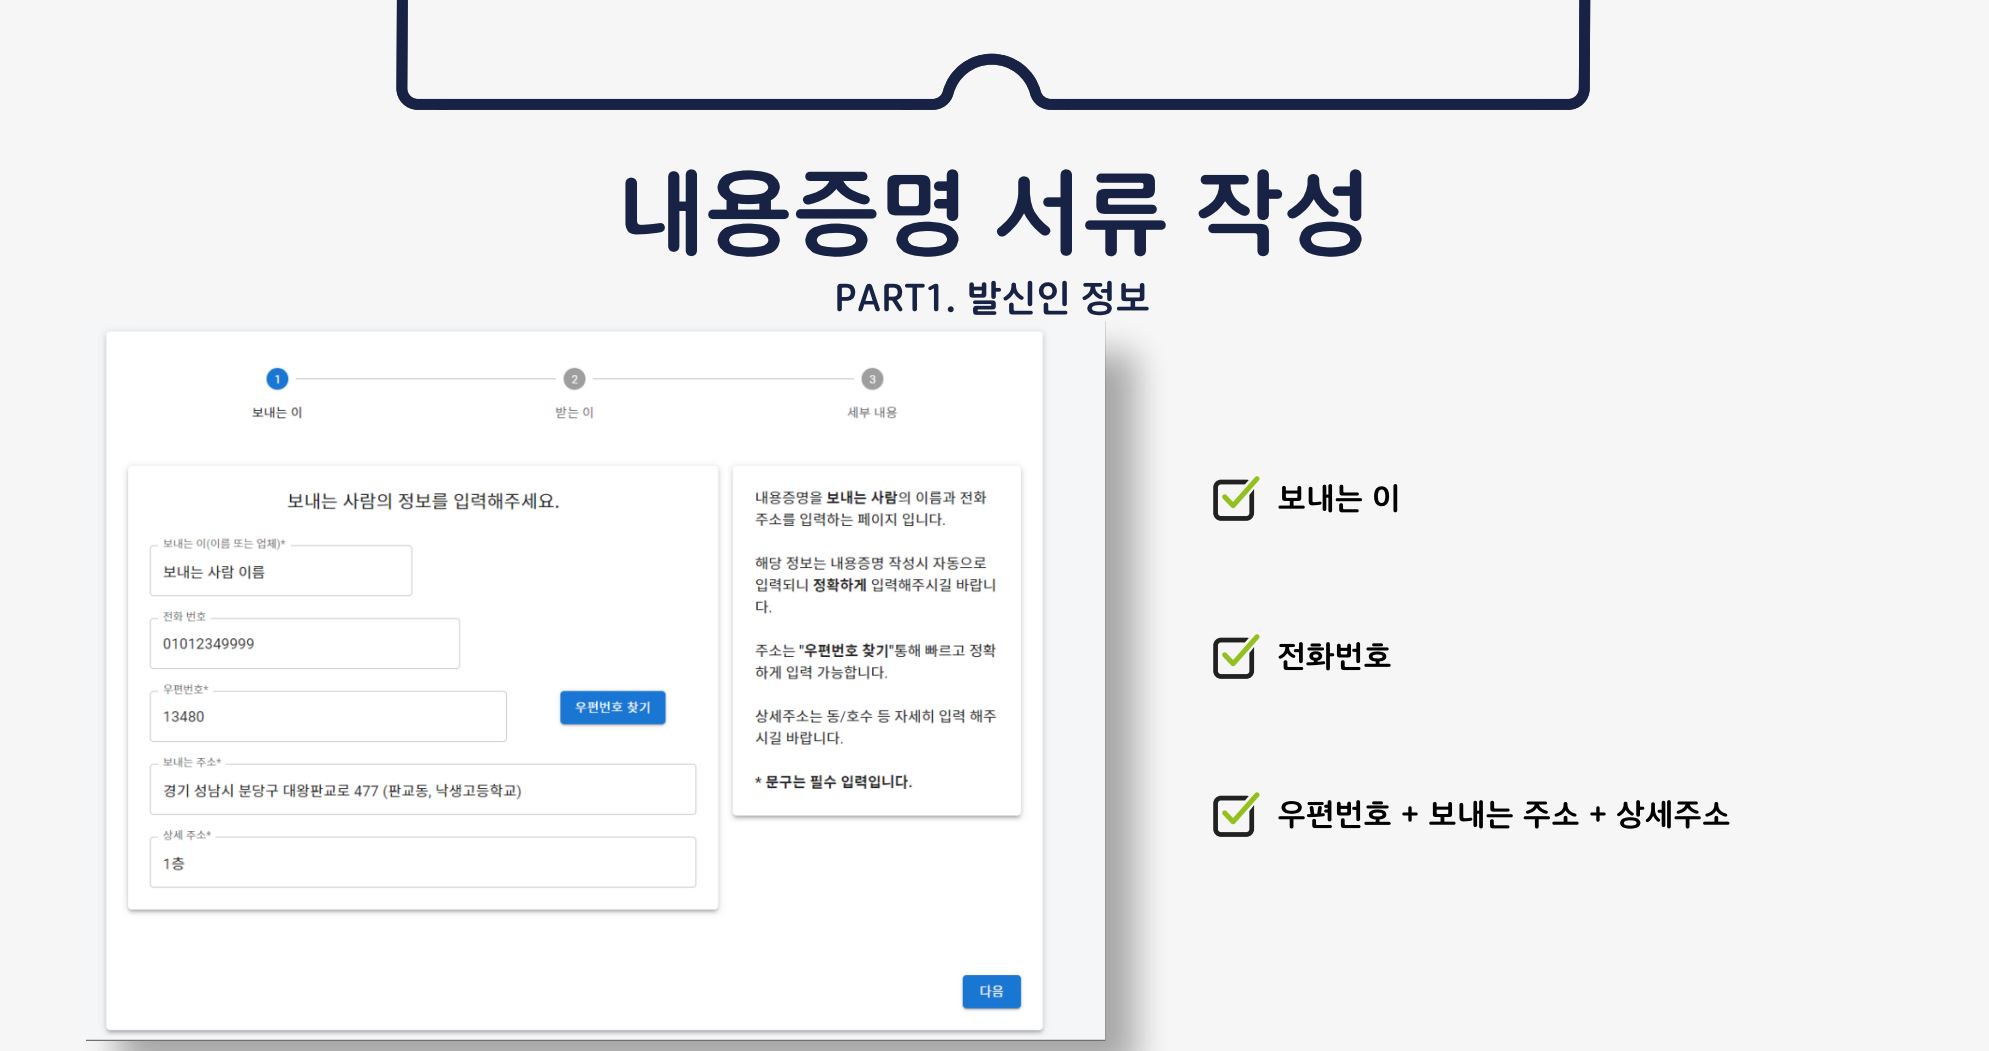 내용증명 서류 작성
PART1. 발신인 정보
1
2
3
보내는 이
받는 이
세부 내용
보내는 사람의 정보를 입력해주세요.
보내는 이(이름 또는 업체)*
보내는 사람 이름
전화 번호
01012349999
우편번호*
13480
우편번호 찾기
보내는 주소*
경기 성남시 분당구 대왕판교로 477 (판교동, 낙생고등학교)
상세 주소*
1층
내용증명을 보내는 사람의 이름과 전화
주소를 입력하는 페이지 입니다.
해당 정보는 내용증명 작성시 자동으로
입력되니 정확하게 입력해주시길 바랍니
다.
주소는 "우편번호 찾기"통해 빠르고 정확
하게 입력 가능합니다.
상세주소는 동/호수 등 자세히 입력 해주
시길 바랍니다.
* 문구는 필수 입력입니다.
다음
보내는 이
전화번호
우편번호 + 보내는 주소 + 상세주소